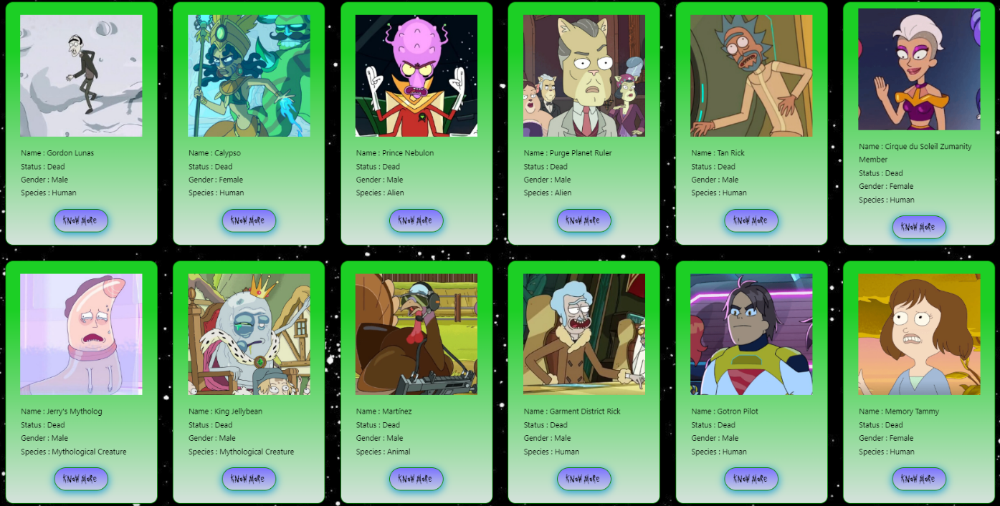 Name : Gordon Lunas
Status : Dead
Gender : Male
Species : Human
KNOW MORE
Name : Calypso
Status : Dead
Gender : Female
Species : Human
KNOW MORE
Name : Prince Nebulon
Status : Dead
Gender : Male
Species : Alien
KNOW MORE
Name : Purge Planet Ruler
Status : Dead
Gender : Male
Species : Alien
KNOW MORE
Name : Tan Rick
Status : Dead
Gender : Male
Species : Human
KNOW MORE
Name : Cirque du Soleil Zumanity
Member
Status : Dead
Gender : Female
Species : Human
KNOW MORE
Name : Jerry's Mytholog
Status : Dead
Gender : Male
Species : Mythological Creature
KNOW MORE
Name : King Jellybean
Status : Dead
Gender : Male
Species : Mythological Creature
KNOW MORE
Name : Martínez
Status : Dead
Gender : Male
Species : Animal
KNOW MORE
Name : Garment District Rick
Status : Dead
Gender : Male
Species : Human
KNOW MORE
Name : Gotron Pilot
Status : Dead
Gender : Male
Species : Human
KNOW MORE
Name : Memory Tammy
Status : Dead
Gender : Female
Species : Human
KNOW MORE